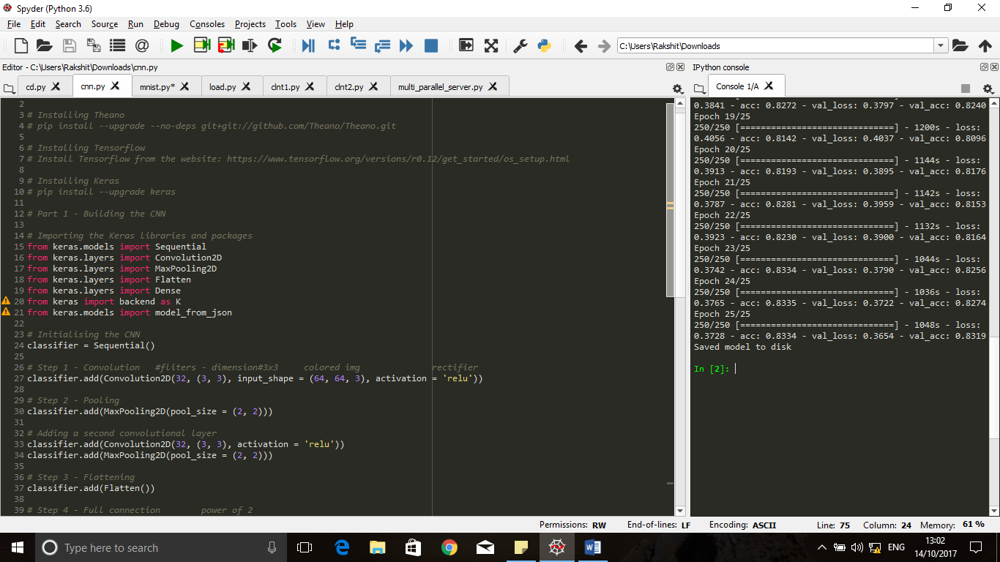 Spyder (Python 3.6)
File Edit Search Source Run Debug Consoles Projects Tools View Help
C:\Users\Rakshit\Downloads
Editor - C:\Users\Rakshit\Downloads\cnn.py
cd.py cnn.py mnist.py* load.py clnt1.py clnt2.py multi_parallel_server.py
2
3 # Installing Theano
4 # pip install --upgrade --no-deps git+git://github.com/Theano/Theano.git
5
6 # Installing Tensorflow
7 # Install Tensorflow from the website: https://www.tensorflow.org/versions/r0.12/get_started/os_setup.html
8
9 # Installing Keras
10 # pip install --upgrade keras
11
12 # Part 1 - Building the CNN
13
14 # Importing the Keras libraries and packages
15 from keras.models import Sequential
16 from keras.layers import Convolution2D
17 from keras.layers import MaxPooling2D
18 from keras.layers import Flatten
19 from keras.layers import Dense
20 from keras import backend as K
21 from keras.models import model_from_json
22
23 # Initialising the CNN
24 classifier = Sequential()
25
26 # Step 1 - Convolution   #fliters - dimension#3x3     colored img              rectifier
27 classifier.add(Convolution2D(32, (3, 3), input_shape = (64, 64, 3), activation = 'relu'))
28
29 # Step 2 - Pooling
30 classifier.add(MaxPooling2D(pool_size = (2, 2)))
31
32 # Adding a second convolutional layer
33 classifier.add(Convolution2D(32, (3, 3), activation = 'relu'))
34 classifier.add(MaxPooling2D(pool_size = (2, 2)))
35
36 # Step 3 - Flattening
37 classifier.add(Flatten())
38
39 # Step 4 - Full connection        power of 2
IPython console
Console 1/A
0.3841 - acc: 0.8272 - val_loss: 0.3797 - val_acc: 0.8240
Epoch 19/25
250/250 [==============================] - 1200s - loss:
0.4056 - acc: 0.8142 - val_loss: 0.4037 - val_acc: 0.8096
Epoch 20/25
250/250 [==============================] - 1144s - loss:
0.3913 - acc: 0.8193 - val_loss: 0.3895 - val_acc: 0.8176
Epoch 21/25
250/250 [==============================] - 1142s - loss:
0.3787 - acc: 0.8281 - val_loss: 0.3959 - val_acc: 0.8153
Epoch 22/25
250/250 [==============================] - 1132s - loss:
0.3923 - acc: 0.8230 - val_loss: 0.3900 - val_acc: 0.8164
Epoch 23/25
250/250 [==============================] - 1044s - loss:
0.3742 - acc: 0.8334 - val_loss: 0.3790 - val_acc: 0.8256
Epoch 24/25
250/250 [==============================] - 1036s - loss:
0.3765 - acc: 0.8335 - val_loss: 0.3722 - val_acc: 0.8274
Epoch 25/25
250/250 [==============================] - 1048s - loss:
0.3728 - acc: 0.8334 - val_loss: 0.3654 - val_acc: 0.8319
Saved model to disk
In [2]:
Permissions: RW End-of-lines: LF Encoding: ASCII Line: 75 Column: 24 Memory: 61 %
Type here to search
ENG
13:02
14/10/2017